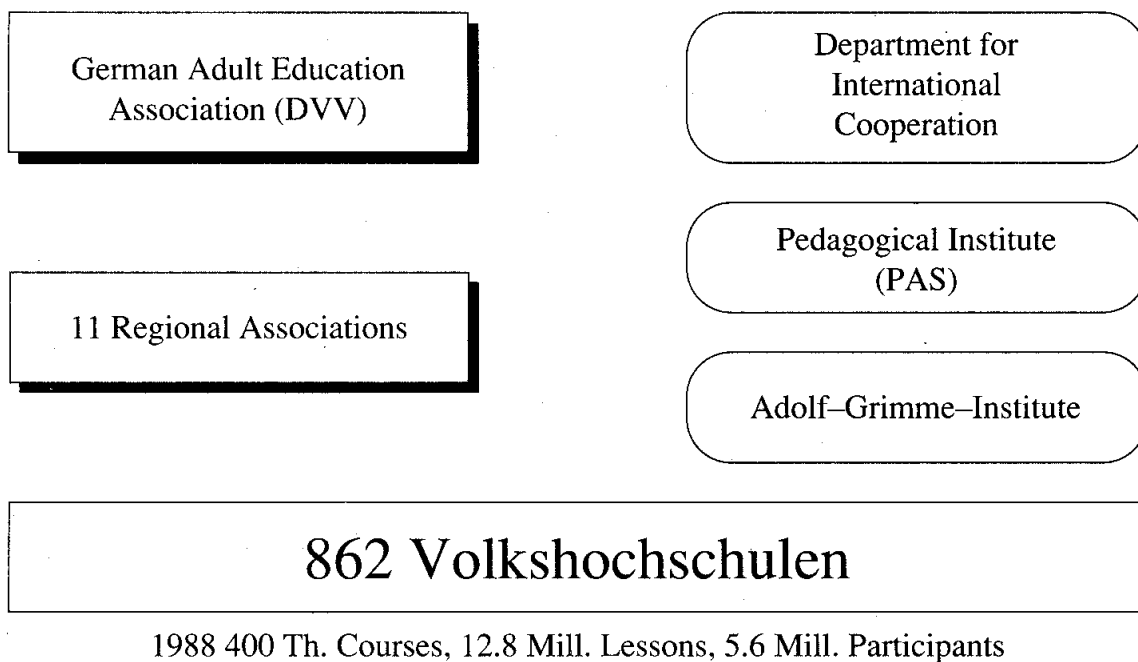 German Adult Education
Association (DVV)
Department for
International
Cooperation
Pedagogical Institute
(PAS)
11 Regional Associations
Adolf–Grimme–Institute
862 Volkshochschulen
1988 400 Th. Courses, 12.8 Mill. Lessons, 5.6 Mill. Participants